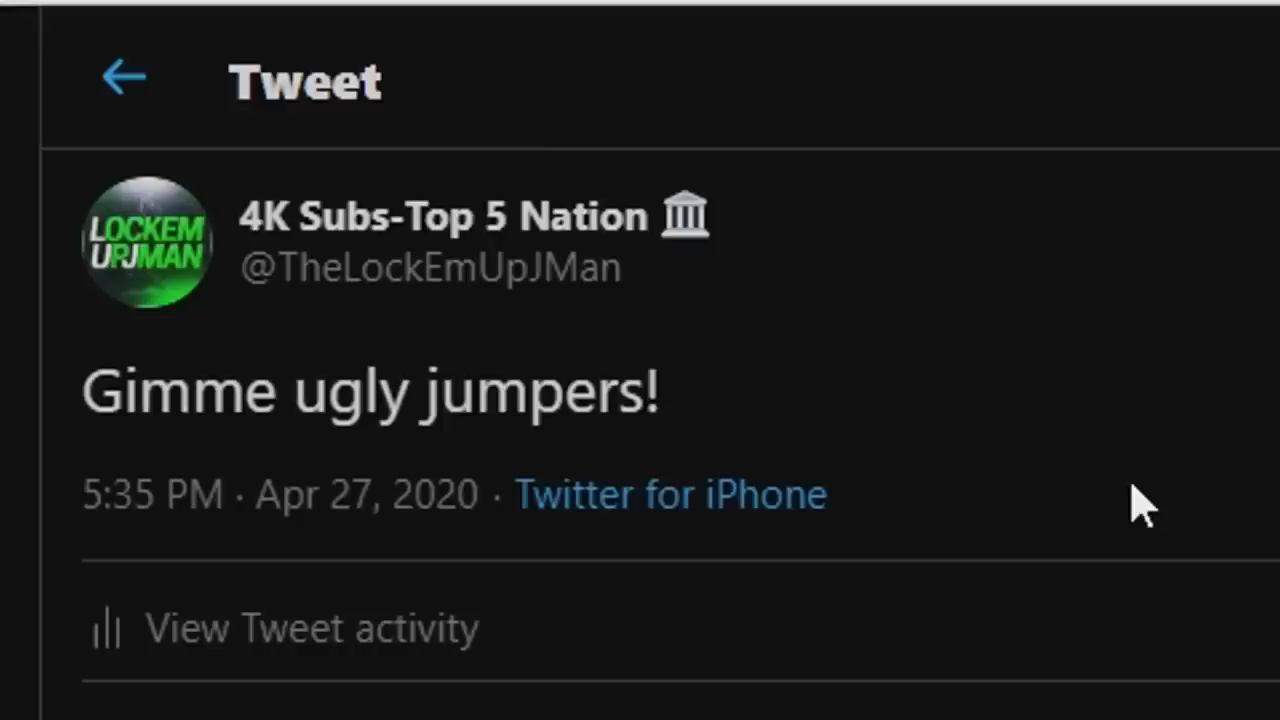 Tweet
LOCKEM
UPJMAN
4K Subs-Top 5 Nation 🏛
@TheLockEmUpJMan
Gimme ugly jumpers!
5:35 PM · Apr 27, 2020 · Twitter for iPhone
View Tweet activity